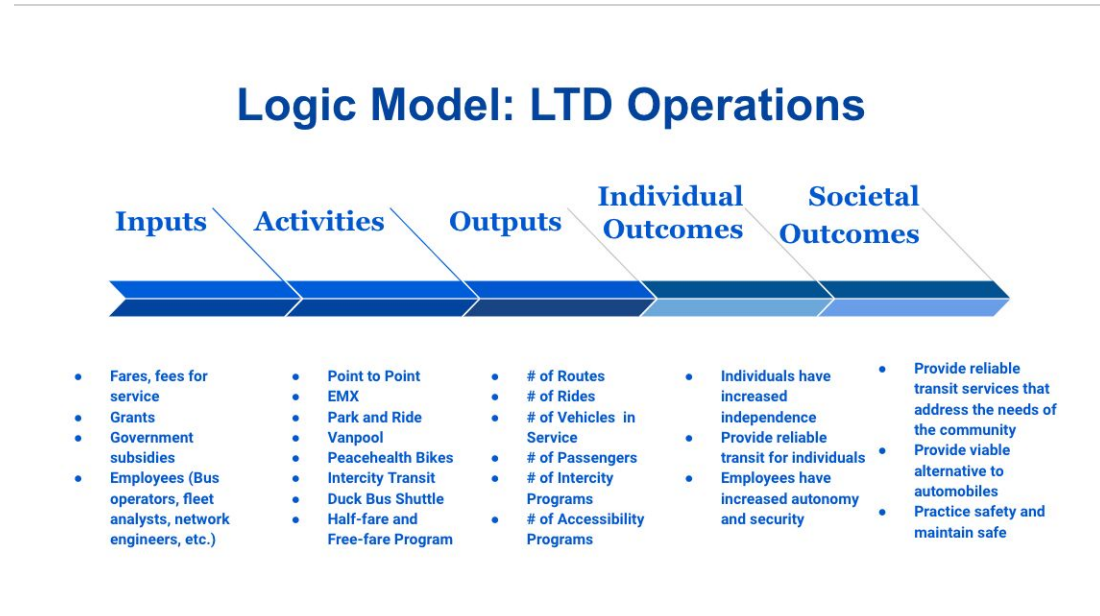 Logic Model: LTD Operations
Inputs
Activities
Outputs
Individual
Outcomes
Societal
Outcomes
● Fares, fees for
service
● Grants
● Government
subsidies
● Employees (Bus
operators, fleet
analysts, network
engineers, etc.)
● Point to Point
● EMX
● Park and Ride
● Vanpool
● Peacehealth Bikes
● Intercity Transit
● Duck Bus Shuttle
● Half-fare and
Free-fare Program
● # of Routes
● # of Rides
● # of Vehicles in
Service
● # of Passengers
● # of Intercity
Programs
● # of Accessibility
Programs
● Individuals have
increased
independence
● Provide reliable
transit for individuals
● Employees have
increased autonomy
and security
● Provide reliable
transit services that
address the needs of
the community
● Provide viable
alternative to
automobiles
● Practice safety and
maintain safe